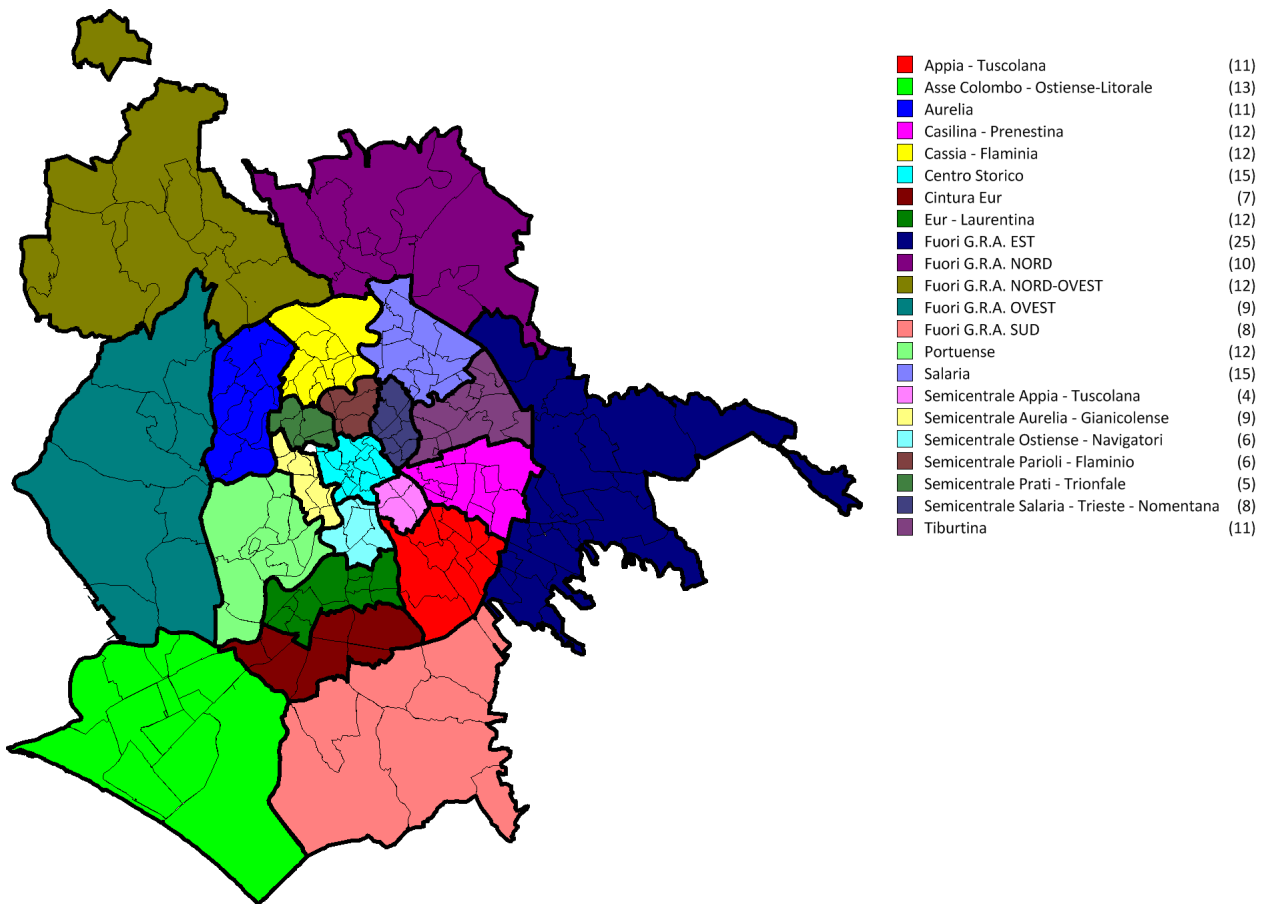 Appia - Tuscolana (11)
Asse Colombo - Ostiense-Litorale (13)
Aurelia (11)
Casilina - Prenestina (12)
Cassia - Flaminia (12)
Centro Storico (15)
Cintura Eur (7)
Eur - Laurentina (12)
Fuori G.R.A. EST (25)
Fuori G.R.A. NORD (10)
Fuori G.R.A. NORD-OVEST (12)
Fuori G.R.A. OVEST (9)
Fuori G.R.A. SUD (8)
Portuense (12)
Salaria (15)
Semicentrale Appia - Tuscolana (4)
Semicentrale Aurelia - Gianicolense (9)
Semicentrale Ostiense - Navigatori (6)
Semicentrale Parioli - Flaminio (6)
Semicentrale Prati - Trionfale (5)
Semicentrale Salaria - Trieste - Nomentana (8)
Tiburtina (11)